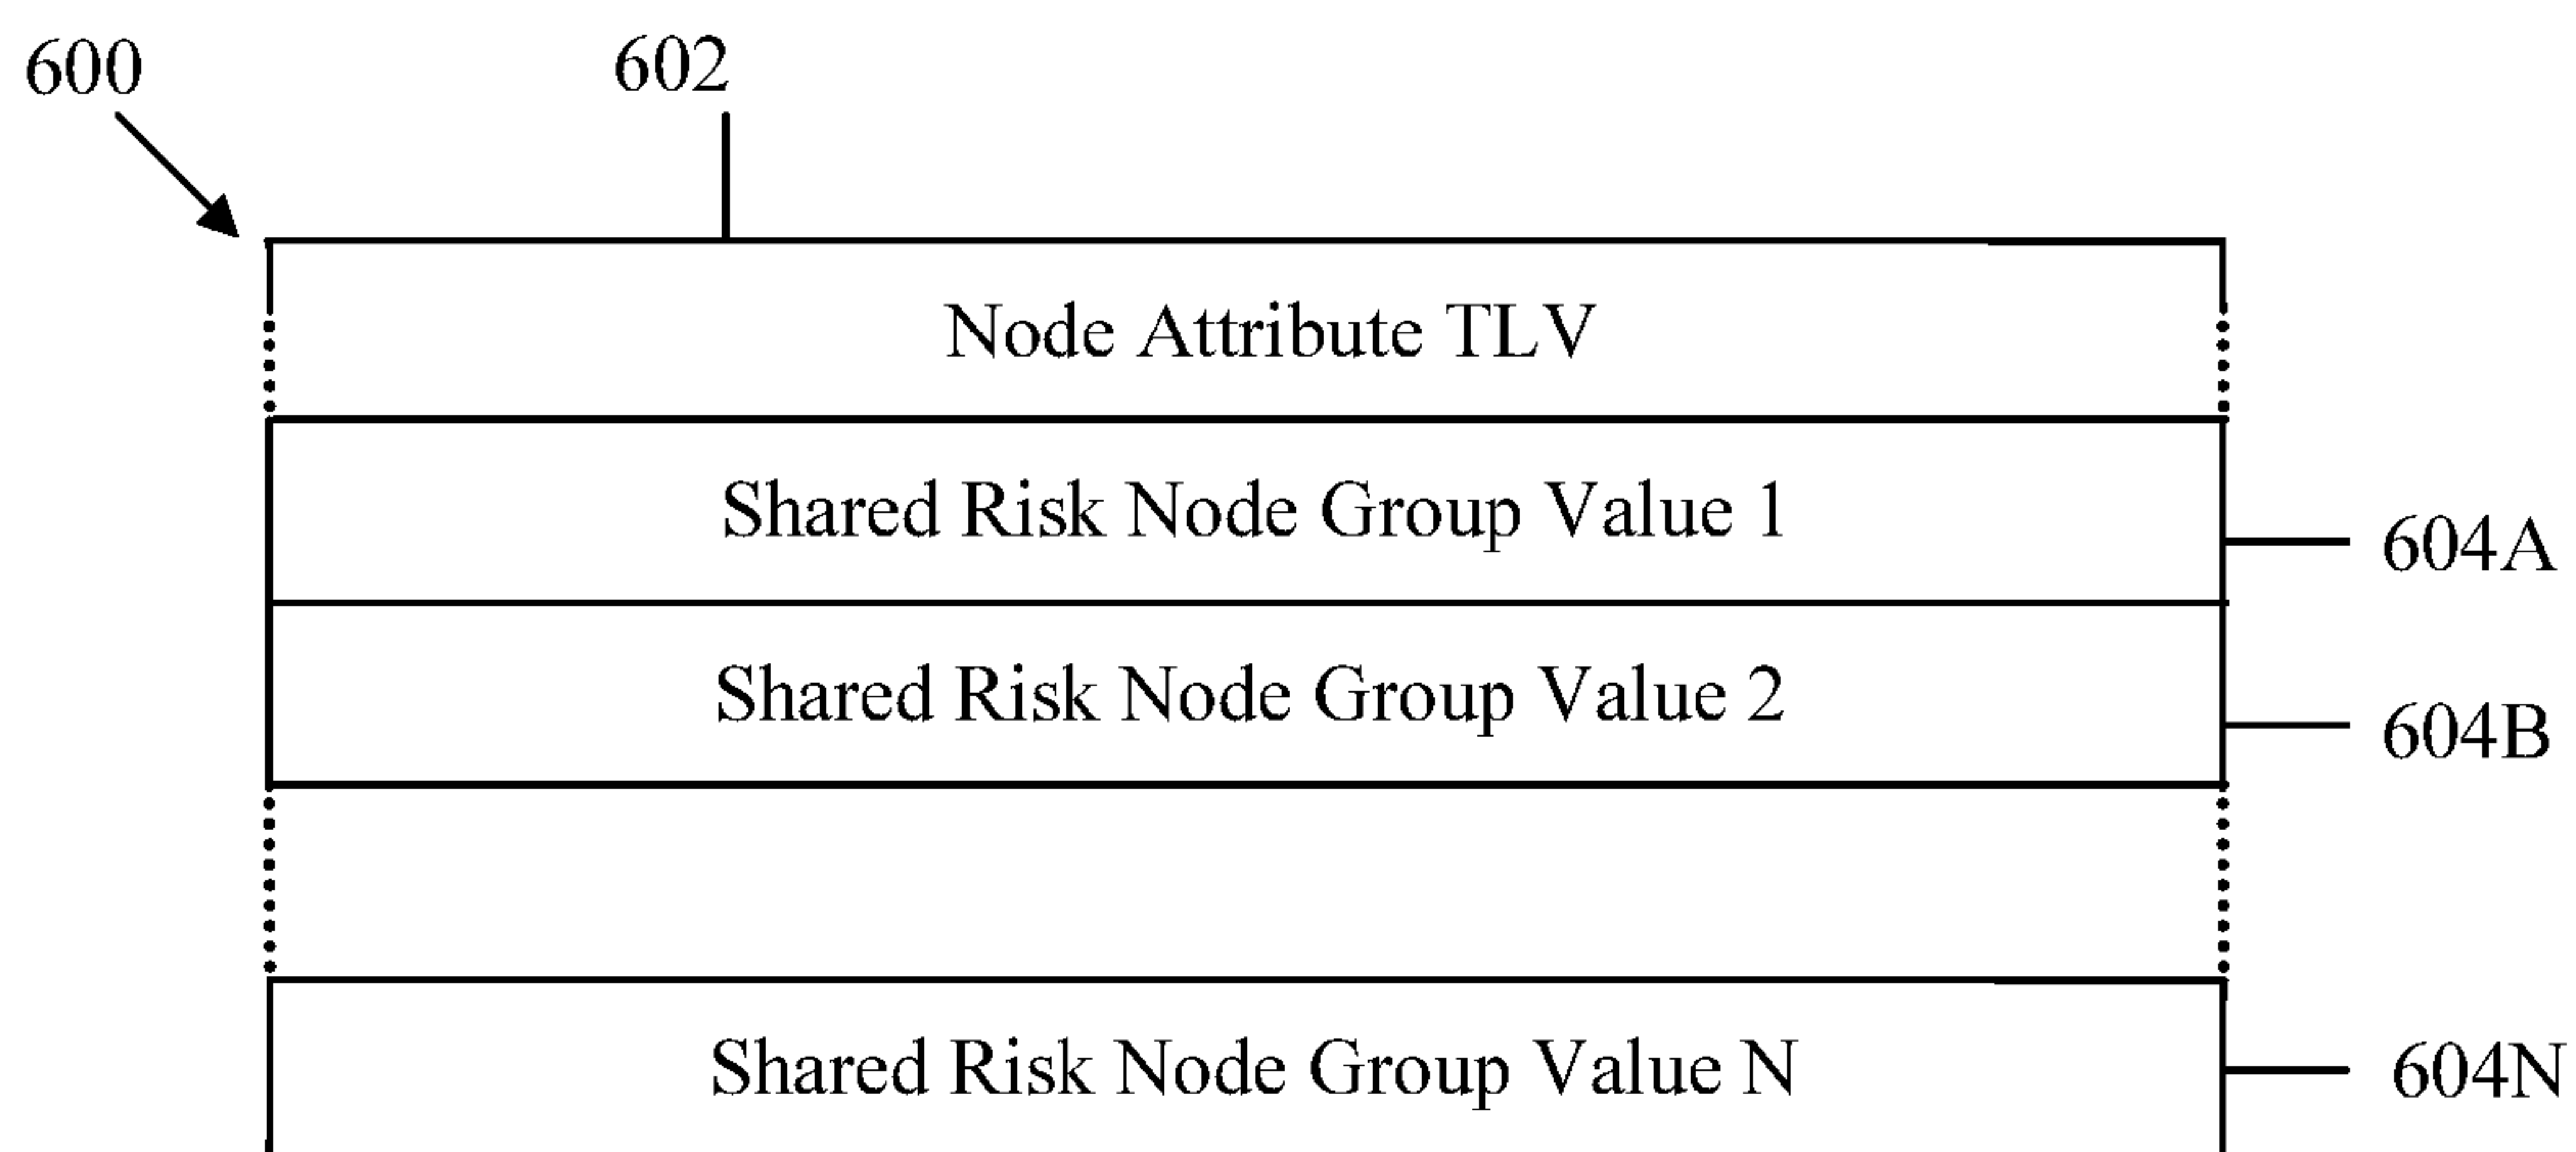 600
602
Node Attribute TLV
Shared Risk Node Group Value 1
604A
Shared Risk Node Group Value 2
604B
Shared Risk Node Group Value N
604N